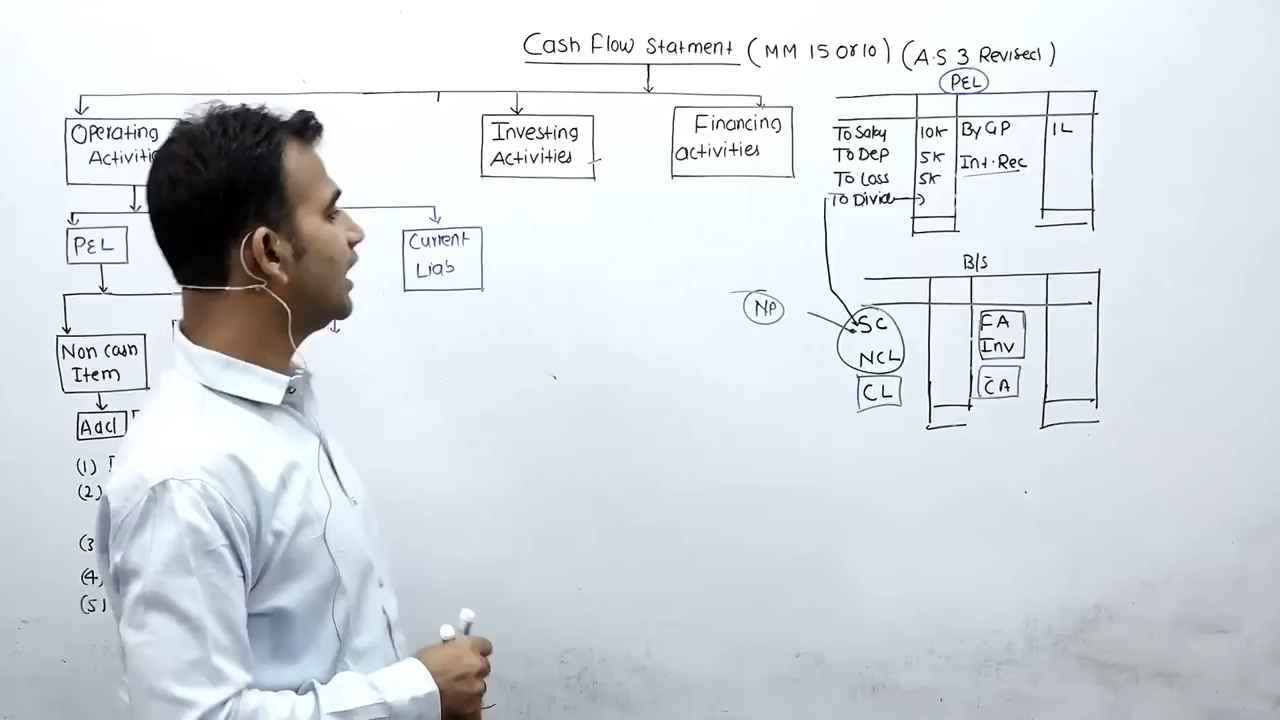 Cash Flow Statment (MM 15 or 10) (A.S 3 Revised)
Operating
Activitie
Investing
Activities
Financing
activities
P&L
To Salay 10K By GP 1L
To Dep 5K Int. Rec
To Loss 5K
To Divid
P&L
Current
Liab
B/S
NP
SC FA
Inv
NCL
CL CA
Non cash
Item
Add
(1)
(2)
(3
(4)
(5)